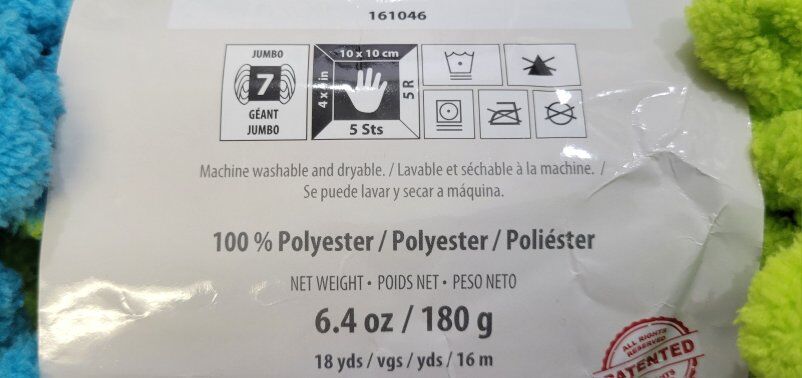 161046
JUMBO
7
GÉANT
JUMBO
10 x 10 cm
4 x 4 in
5 R
5 Sts
Machine washable and dryable. / Lavable et séchable à la machine. /
Se puede lavar y secar a máquina.
100 % Polyester / Polyester / Poliéster
NET WEIGHT • POIDS NET • PESO NETO
6.4 oz / 180 g
18 yds / vgs / yds / 16 m
ALL RIGHTS
RESERVED
PATENTED